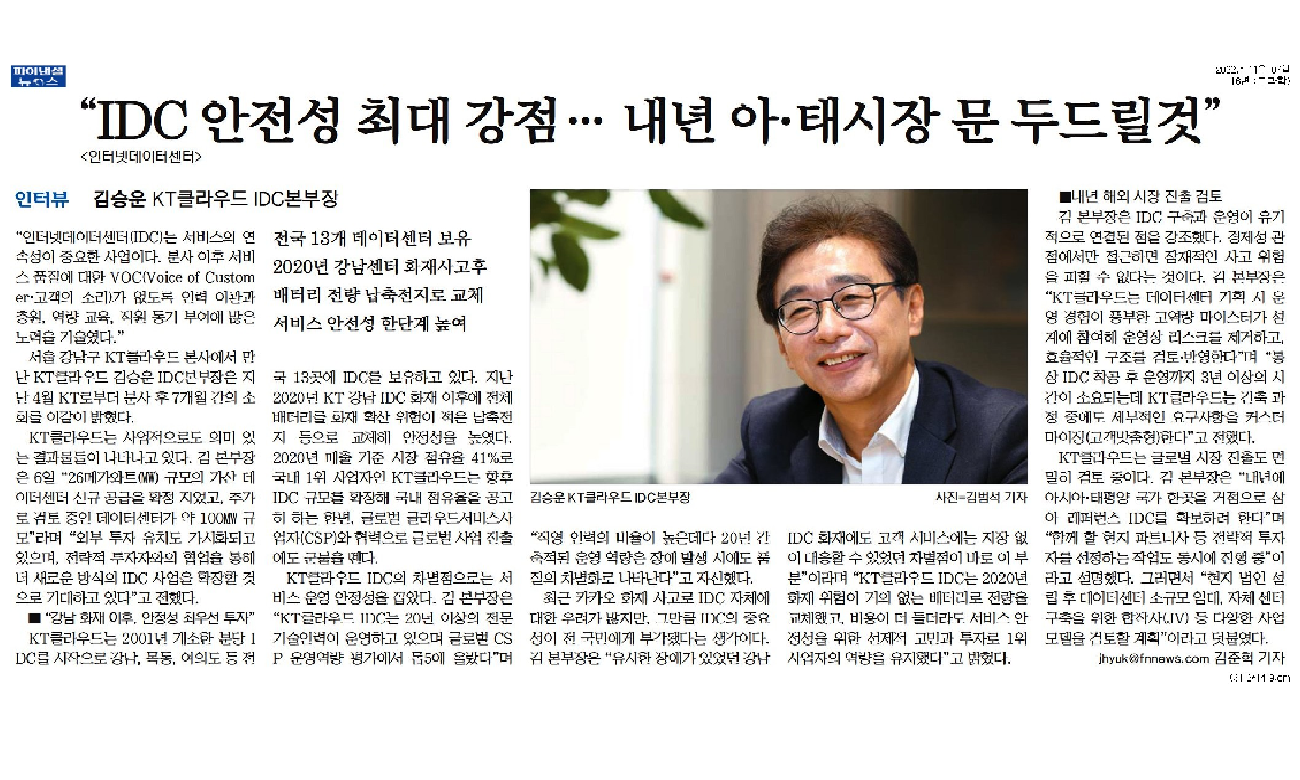 파이낸셜
뉴스
“IDC 안전성 최대 강점… 내년 아·태시장 문 두드릴것”
<인터넷데이터센터>
인터뷰 김승운 KT클라우드 IDC본부장
“인터넷데이터센터(IDC)는 서비스의 연
속성이 중요한 사업이다. 분사 이후 서비
스 품질에 대한 VOC(Voice of Custom
er·고객의 소리)가 없도록 인력 이관과
충원, 역량 교육, 직원 동기 부여에 많은
노력을 기울였다.”
서울 강남구 KT클라우드 본사에서 만
난 KT클라우드 김승운 IDC본부장은 지
난 4월 KT로부터 분사 후 7개월 간의 소
회를 이같이 밝혔다.
KT클라우드는 사업적으로도 의미 있
는 결과물들이 나타나고 있다. 김 본부장
은 6일 “26메가와트(㎿) 규모의 가산 데
이터센터 신규 공급을 확정 지었고, 추가
로 검토 중인 데이터센터가 약 100㎿ 규
모”라며 “외부 투자 유치도 가시화되고
있으며, 전략적 투자자와의 협업을 통해
더 새로운 방식의 IDC 사업을 확장할 것
으로 기대하고 있다”고 전했다.
■ “강남 화재 이후, 안정성 최우선 투자”
KT클라우드는 2001년 개소한 분당 I
DC를 시작으로 강남, 목동, 여의도 등 전
전국 13개 데이터센터 보유
2020년 강남센터 화재사고후
배터리 전량 납축전지로 교체
서비스 안전성 한단계 높여
국 13곳에 IDC를 보유하고 있다. 지난
2020년 KT 강남 IDC 화재 이후에 전체
배터리를 화재 확산 위험이 적은 납축전
지 등으로 교체해 안정성을 높였다.
2020년 매출 기준 시장 점유율 41%로
국내 1위 사업자인 KT클라우드는 향후
IDC 규모를 확장해 국내 점유율을 공고
히 하는 한편, 글로벌 클라우드서비스사
업자(CSP)와 협력으로 글로벌 사업 진출
에도 군불을 땐다.
KT클라우드 IDC의 차별점으로는 서
비스 운영 안정성을 꼽았다. 김 본부장은
“KT클라우드 IDC는 20년 이상의 전문
기술인력이 운영하고 있으며 글로벌 CS
P 운영역량 평가에서 톱5에 올랐다”며
김승운 KT클라우드 IDC본부장 사진=김범석 기자
“직영 인력의 비율이 높은데다 20년 간
축적된 운영 역량은 장애 발생 시에도 품
질의 차별화로 나타난다”고 자신했다.
최근 카카오 화재 사고로 IDC 자체에
대한 우려가 많지만, 그만큼 IDC의 중요
성이 전 국민에게 부각됐다는 생각이다.
김 본부장은 “유사한 장애가 있었던 강남
IDC 화재에도 고객 서비스에는 지장 없
이 대응할 수 있었던 차별점이 바로 이 부
분”이라며 “KT클라우드 IDC는 2020년
화재 위험이 거의 없는 배터리로 전량을
교체했고, 비용이 더 들더라도 서비스 안
정성을 위한 선제적 고민과 투자로 1위
사업자의 역량을 유지했다”고 밝혔다.
■내년 해외 시장 진출 검토
김 본부장은 IDC 구축과 운영이 유기
적으로 연결된 점을 강조했다. 경제성 관
점에서만 접근하면 잠재적인 사고 위험
을 피할 수 없다는 것이다. 김 본부장은
“KT클라우드는 데이터센터 기획 시 운
영 경험이 풍부한 고역량 마이스터가 설
계에 참여해 운영상 리스크를 제거하고,
효율적인 구조를 검토·반영한다”며 “통
상 IDC 착공 후 운영까지 3년 이상의 시
간이 소요되는데 KT클라우드는 건축 과
정 중에도 세부적인 요구사항을 커스터
마이징(고객맞춤형)한다”고 전했다.
KT클라우드는 글로벌 시장 진출도 면
밀히 검토 중이다. 김 본부장은 “내년에
아시아·태평양 국가 한곳을 거점으로 삼
아 레퍼런스 IDC를 확보하려 한다”며
“함께 할 현지 파트너사 등 전략적 투자
자를 선정하는 작업도 동시에 진행 중”이
라고 설명했다. 그러면서 “현지 법인 설
립 후 데이터센터 소규모 임대, 자체 센터
구축을 위한 합작사(JV) 등 다양한 사업
모델을 검토할 계획”이라고 덧붙였다.
jhyuk@fnnews.com 김준혁 기자